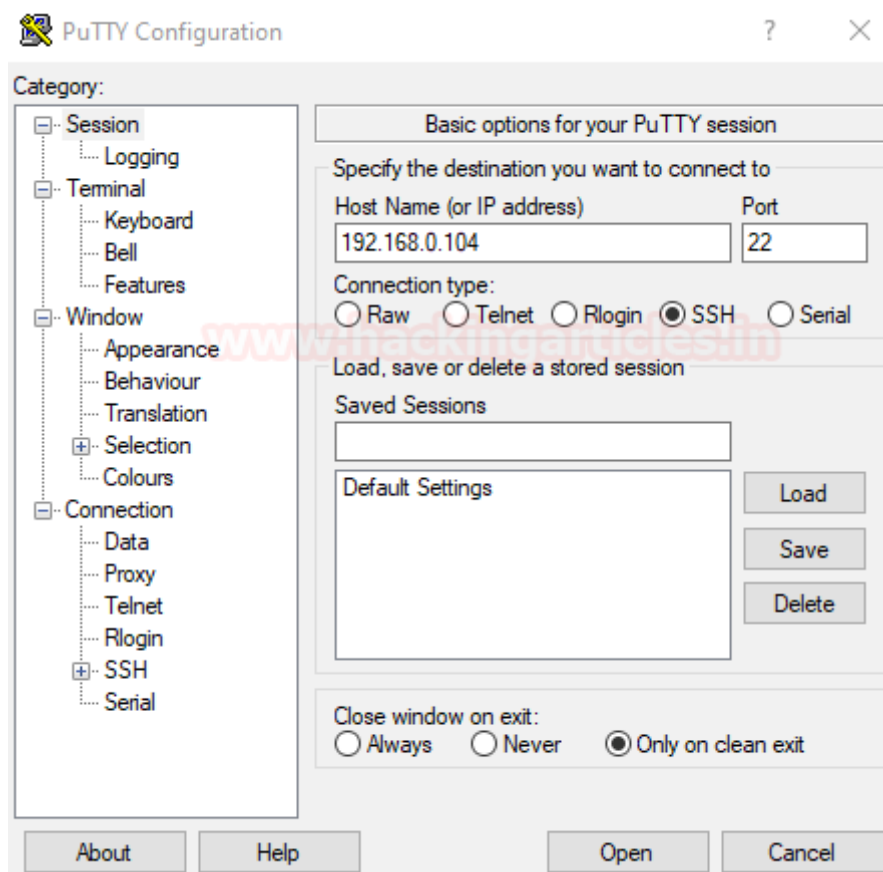 PuTTY Configuration
?
Category:
Session
Logging
Terminal
Keyboard
Bell
Features
Window
Appearance
Behaviour
Translation
Selection
Colours
Connection
Data
Proxy
Telnet
Rlogin
SSH
Serial
Basic options for your PuTTY session
Specify the destination you want to connect to
Host Name (or IP address) Port
192.168.0.104 22
Connection type:
Raw Telnet Rlogin SSH Serial
www.hackingarticles.in
Load, save or delete a stored session
Saved Sessions
Default Settings
Load
Save
Delete
Close window on exit:
Always Never Only on clean exit
About Help Open Cancel